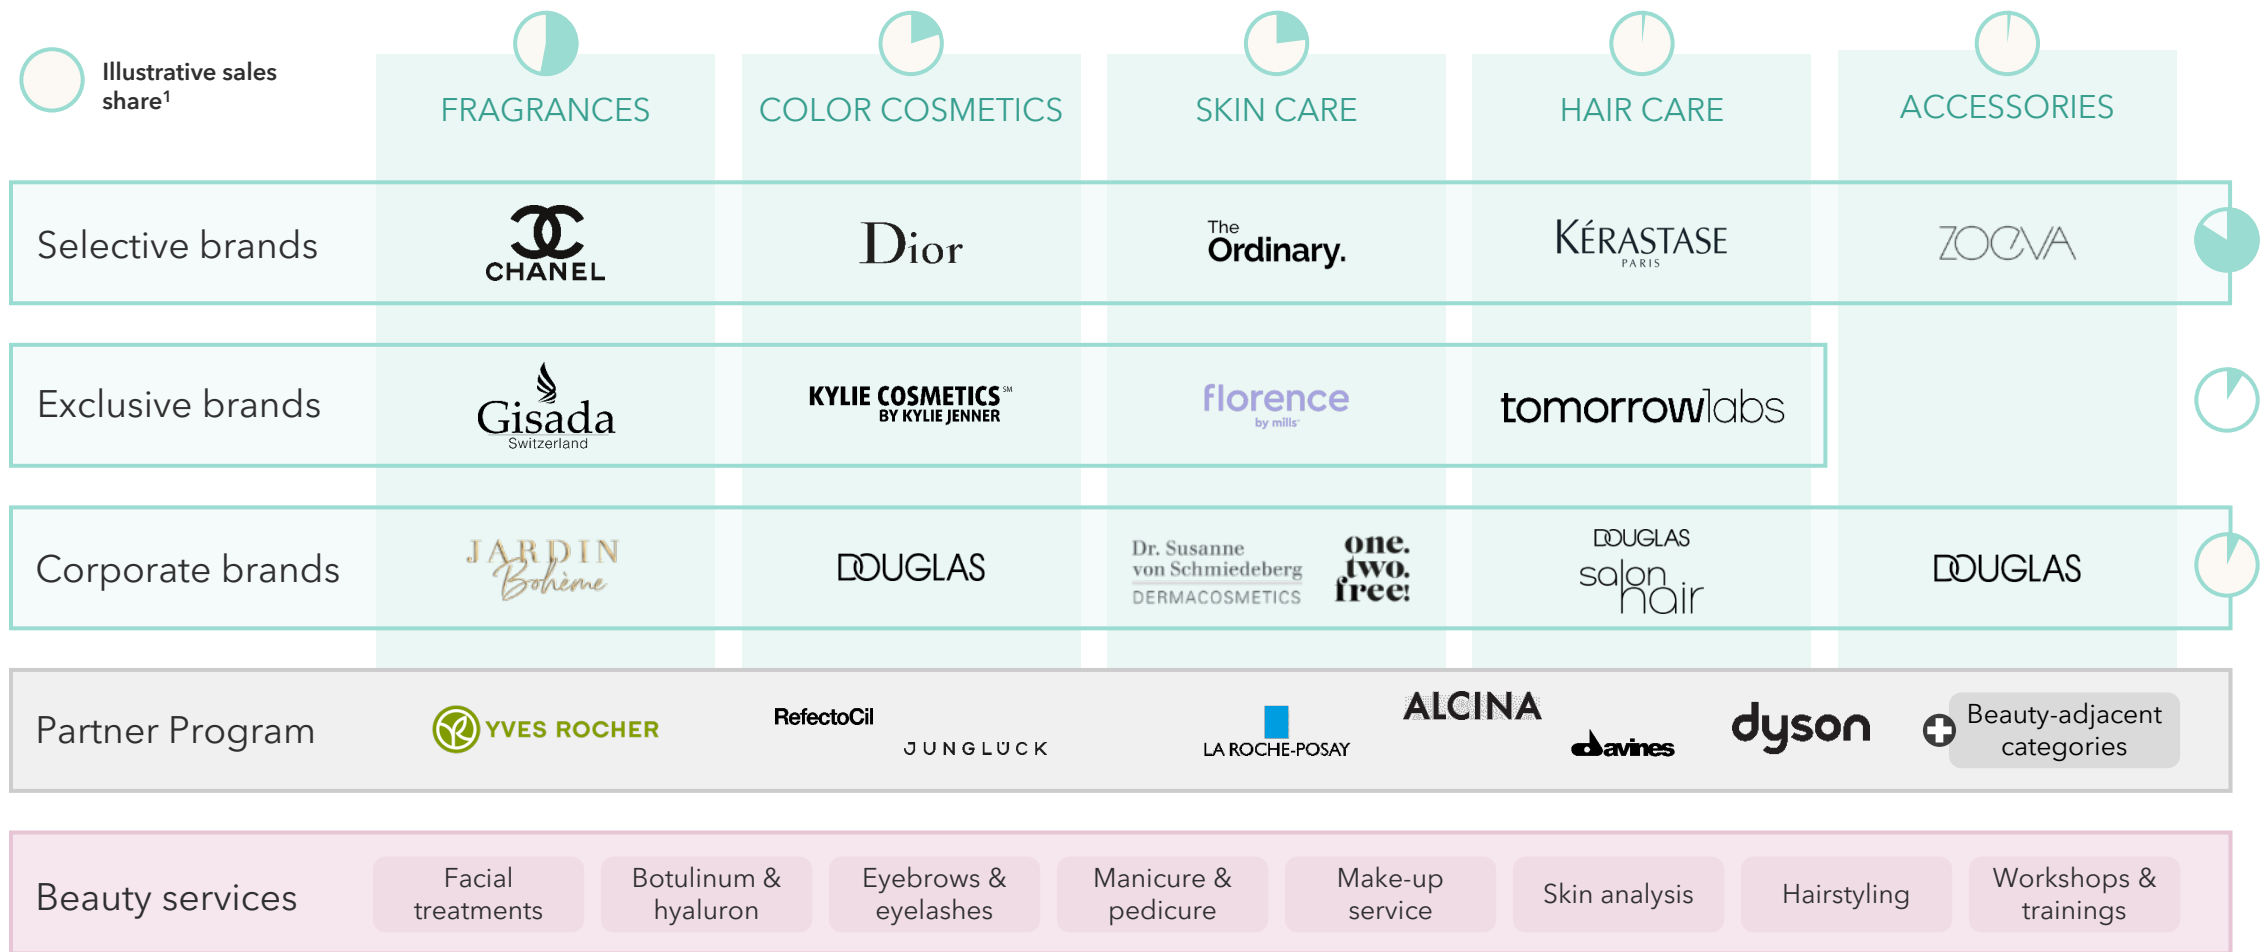 Illustrative sales
share¹
FRAGRANCES
COLOR COSMETICS
SKIN CARE
HAIR CARE
ACCESSORIES
Selective brands
CHANEL
Dior
The
Ordinary.
KÉRASTASE
PARIS
ZOEVA
Exclusive brands
Gisada
Switzerland
KYLIE COSMETICS℠
BY KYLIE JENNER
florence
by mills
tomorrowlabs
Corporate brands
JARDIN
Bohème
DOUGLAS
Dr. Susanne
von Schmiedeberg
DERMACOSMETICS
one.
two.
free!
DOUGLAS
salon
hair
DOUGLAS
Partner Program
YVES ROCHER
RefectoCil
JUNGLÜCK
LA ROCHE-POSAY
ALCINA
davines
dyson
Beauty-adjacent
categories
Beauty services
Facial
treatments
Botulinum &
hyaluron
Eyebrows &
eyelashes
Manicure &
pedicure
Make-up
service
Skin analysis
Hairstyling
Workshops &
trainings